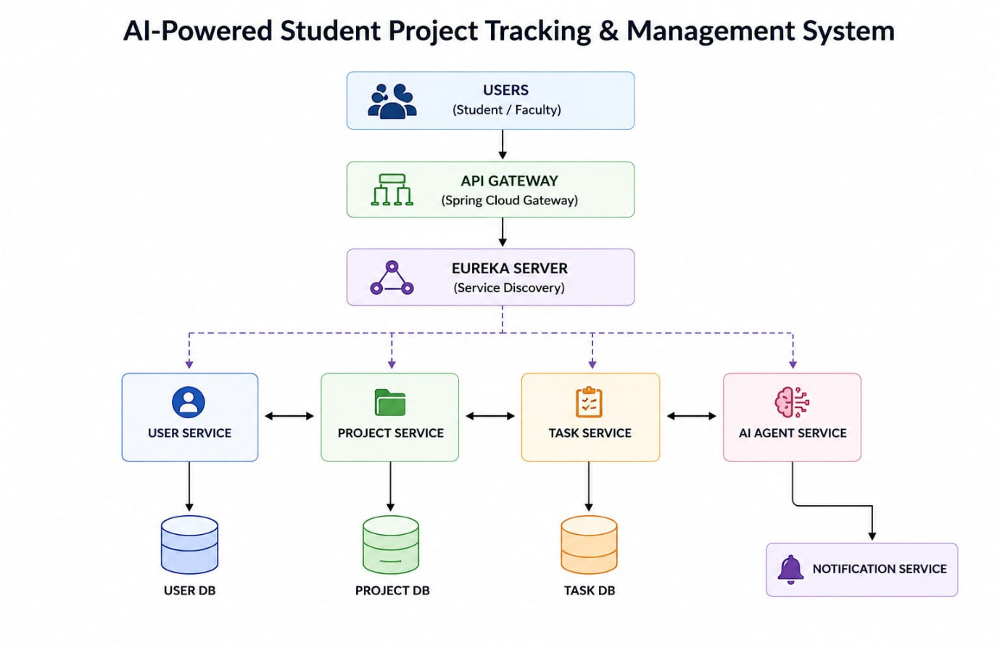 AI-Powered Student Project Tracking & Management System
USERS
(Student / Faculty)
API GATEWAY
(Spring Cloud Gateway)
EUREKA SERVER
(Service Discovery)
USER SERVICE
PROJECT SERVICE
TASK SERVICE
AI AGENT SERVICE
USER DB
PROJECT DB
TASK DB
NOTIFICATION SERVICE